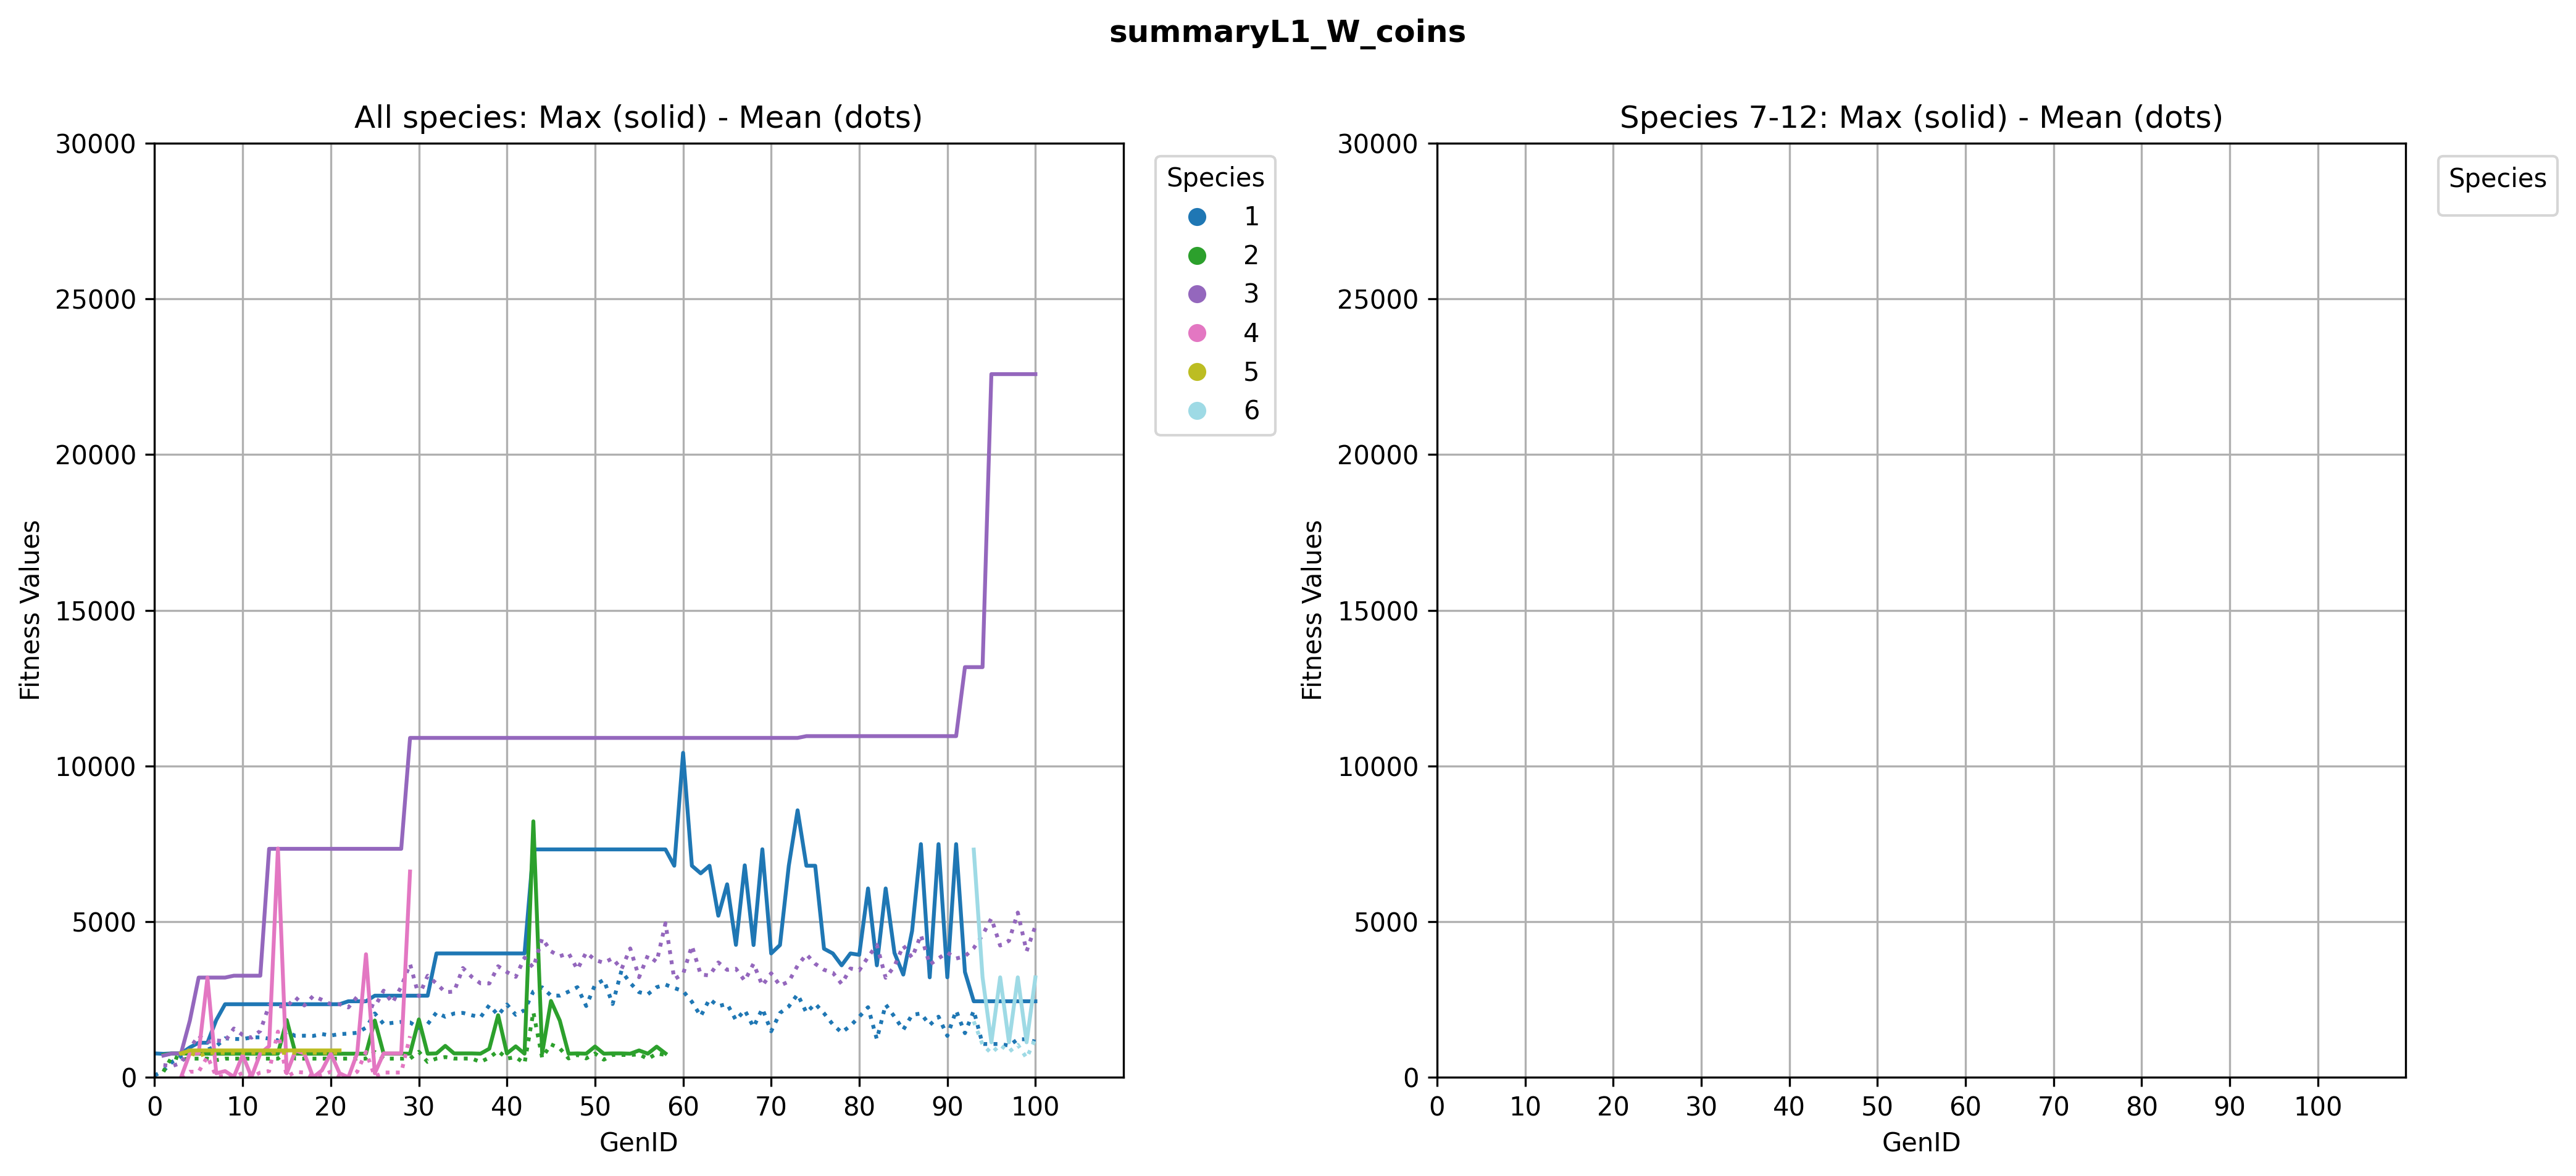 summaryL1_W_coins
All species: Max (solid) - Mean (dots)
30000
25000
20000
15000
10000
5000
0
Fitness Values
0 10 20 30 40 50 60 70 80 90 100
GenID
Species
1
2
3
4
5
6
Species 7-12: Max (solid) - Mean (dots)
30000
25000
20000
15000
10000
5000
0
Fitness Values
0 10 20 30 40 50 60 70 80 90 100
GenID
Species